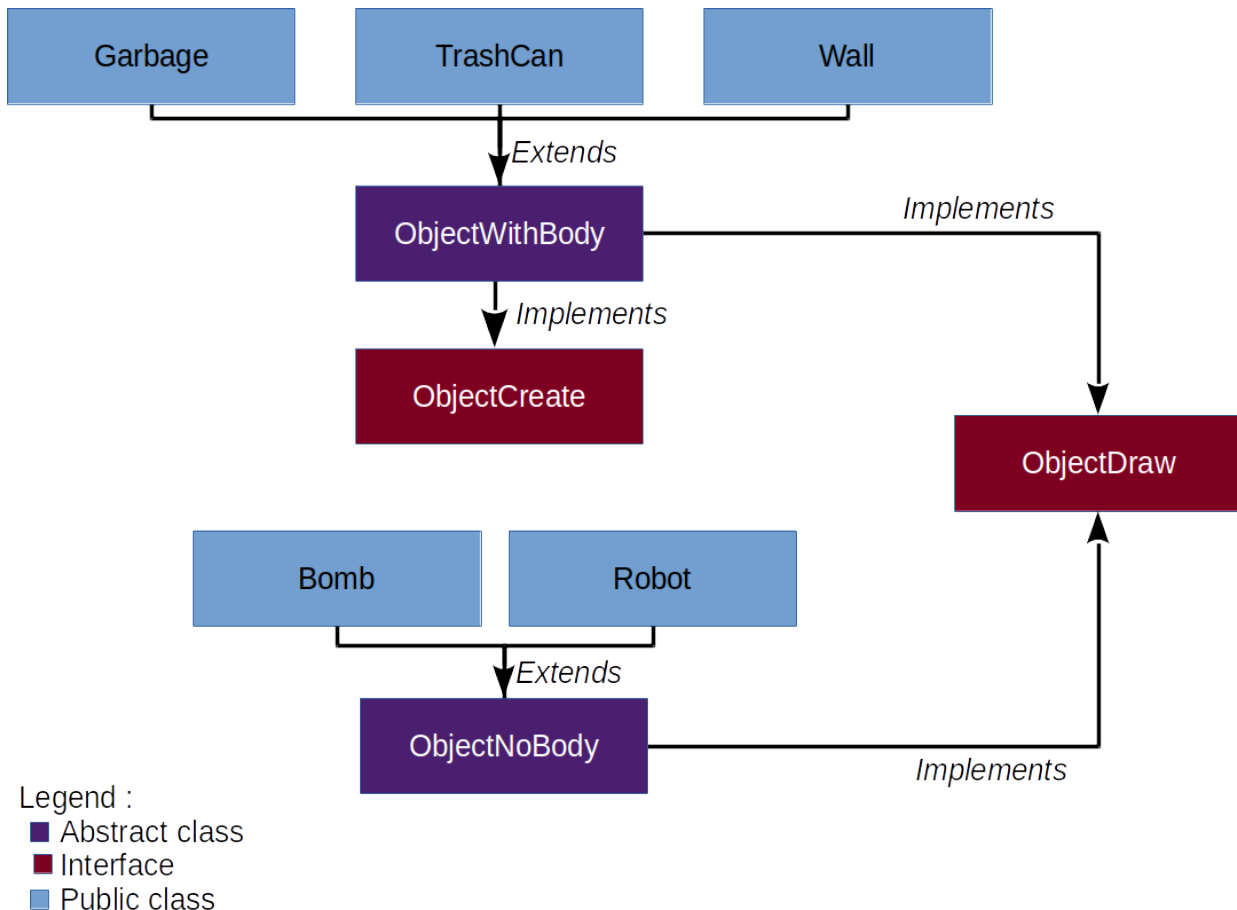 Garbage
TrashCan
Wall
Extends
ObjectWithBody
Implements
Implements
ObjectCreate
ObjectDraw
Bomb
Robot
Extends
ObjectNoBody
Implements
Legend :
Abstract class
Interface
Public class